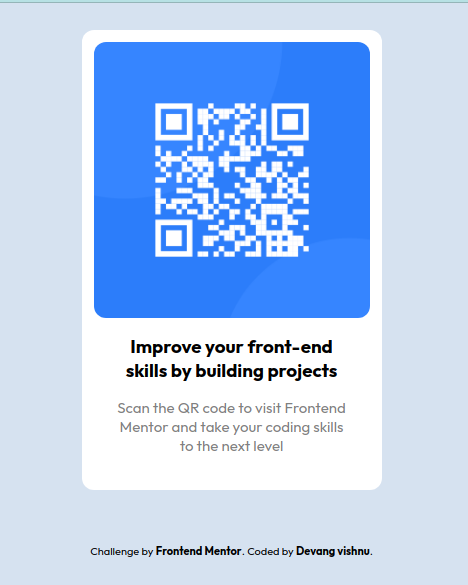 Improve your front-end
skills by building projects
Scan the QR code to visit Frontend
Mentor and take your coding skills
to the next level
Challenge by Frontend Mentor. Coded by Devang vishnu.